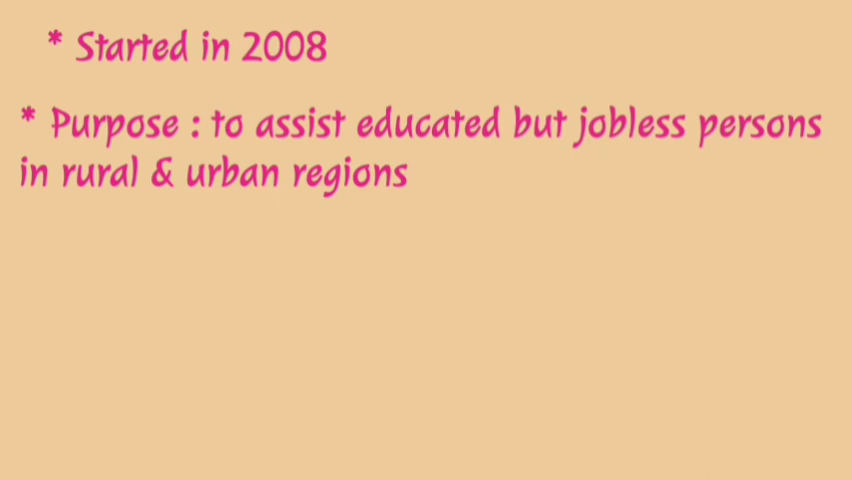 * Started in 2008
* Purpose : to assist educated but jobless persons
in rural & urban regions